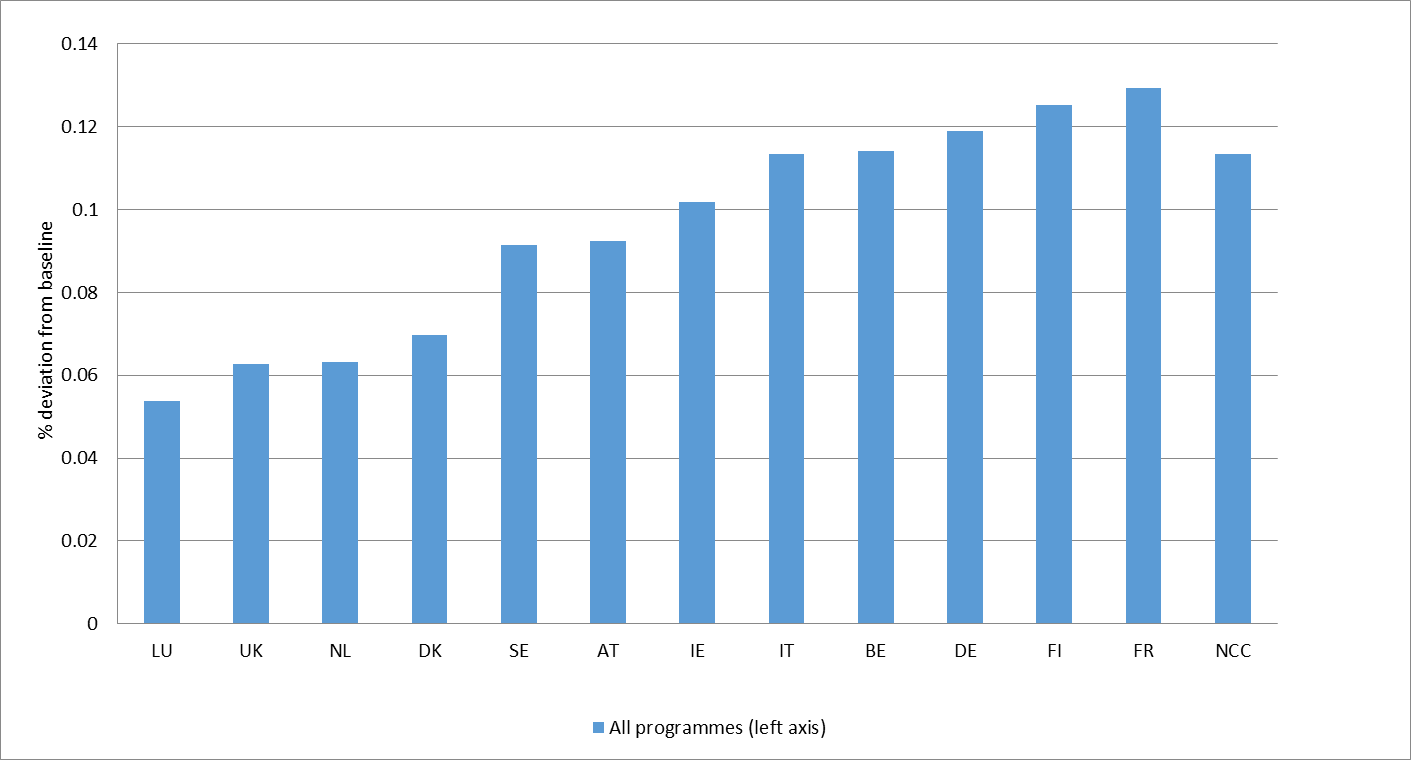 % deviation from baseline
0.14
0.12
0.1
0.08
0.06
0.04
0.02
0
LU UK NL DK SE AT IE IT BE DE FI FR NCC
All programmes (left axis)